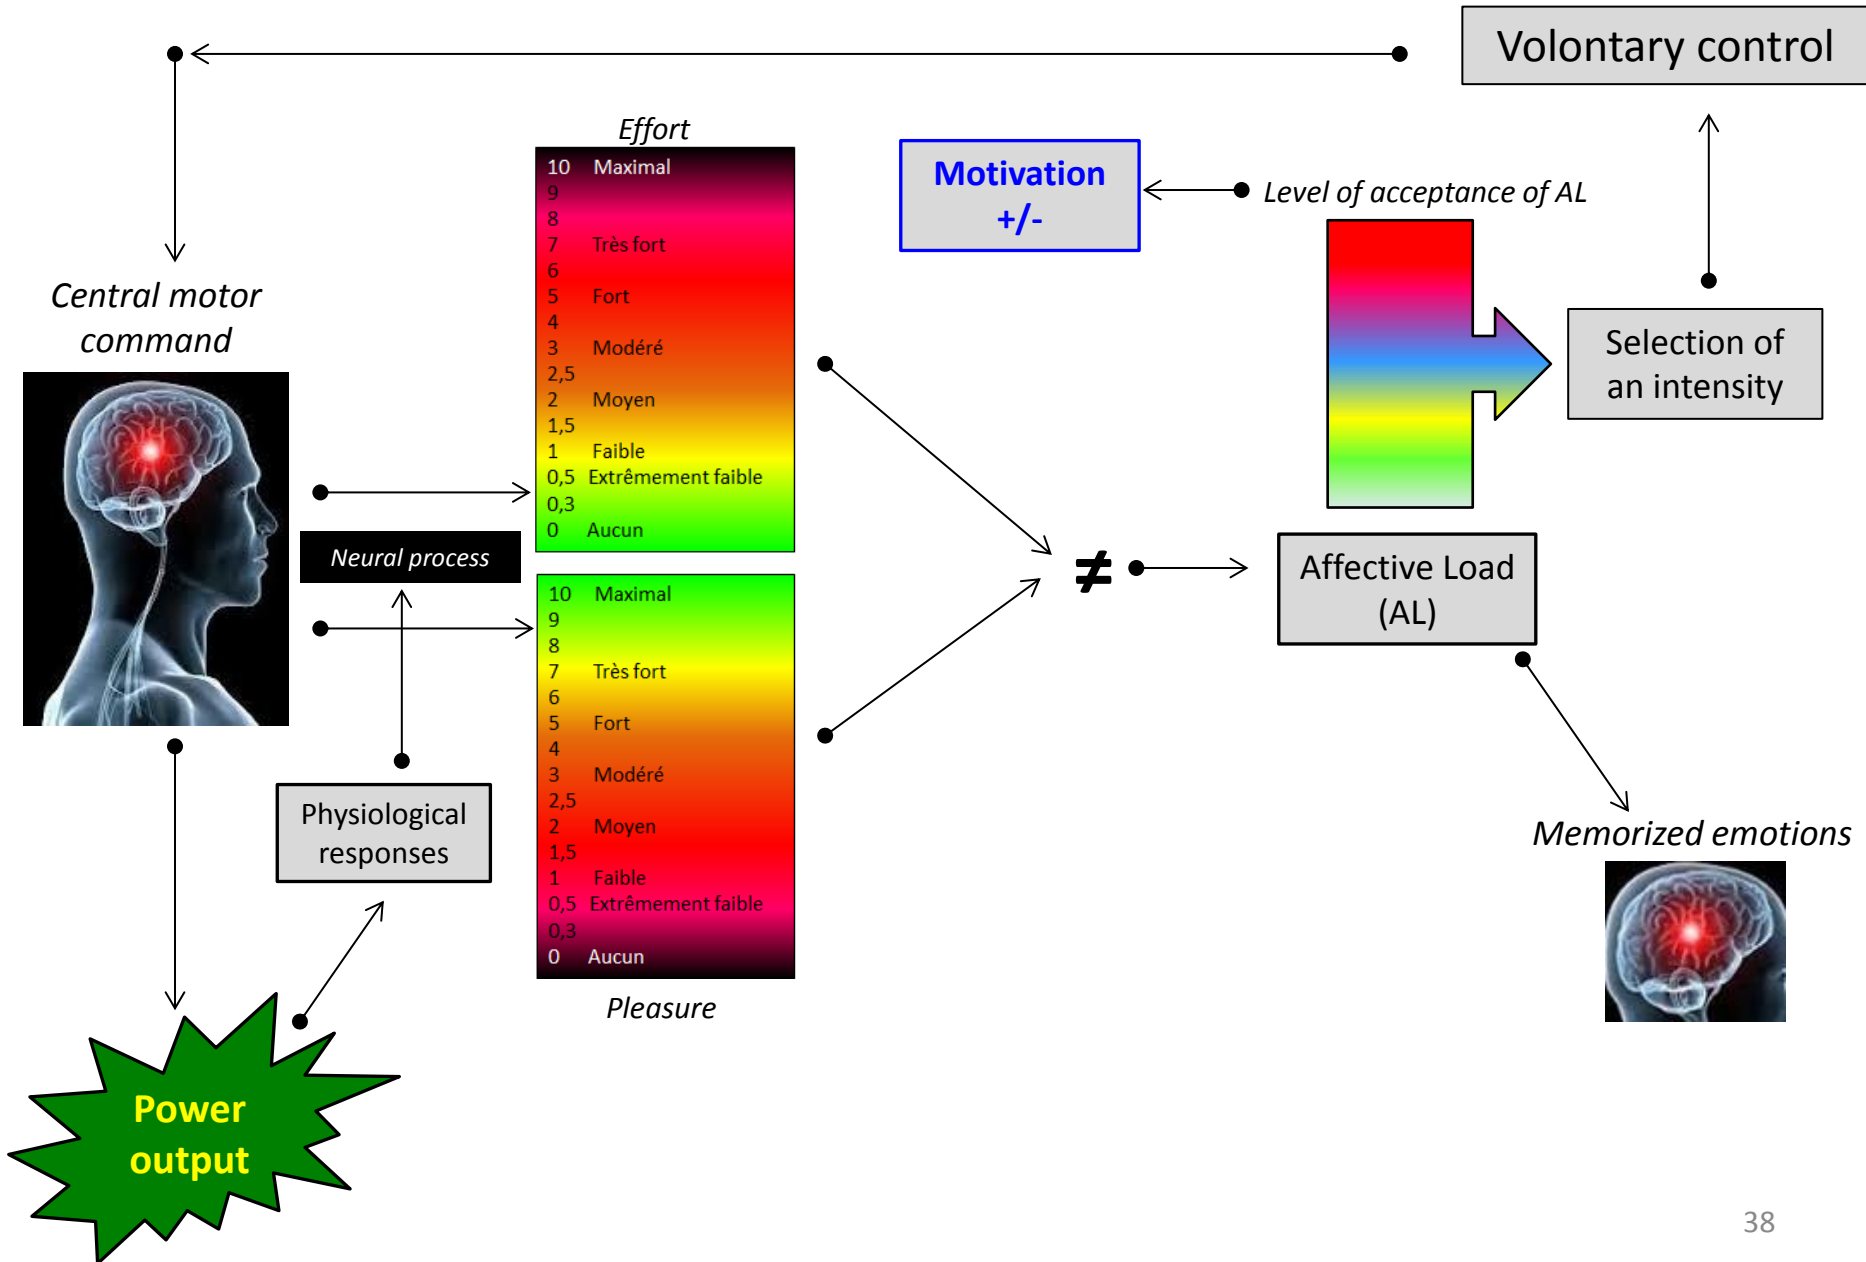 Volontary control
Effort
10 Maximal
9
8
7 Très fort
6
5 Fort
4
3 Modéré
2,5
2 Moyen
1,5
1 Faible
0,5 Extrêmement faible
0,3
0 Aucun
Motivation
+/-
Level of acceptance of AL
Central motor
command
Selection of
an intensity
Neural process
≠
Affective Load
(AL)
10 Maximal
9
8
7 Très fort
6
5 Fort
4
3 Modéré
2,5
2 Moyen
1,5
1 Faible
0,5 Extrêmement faible
0,3
0 Aucun
Pleasure
Physiological
responses
Memorized emotions
Power
output
38